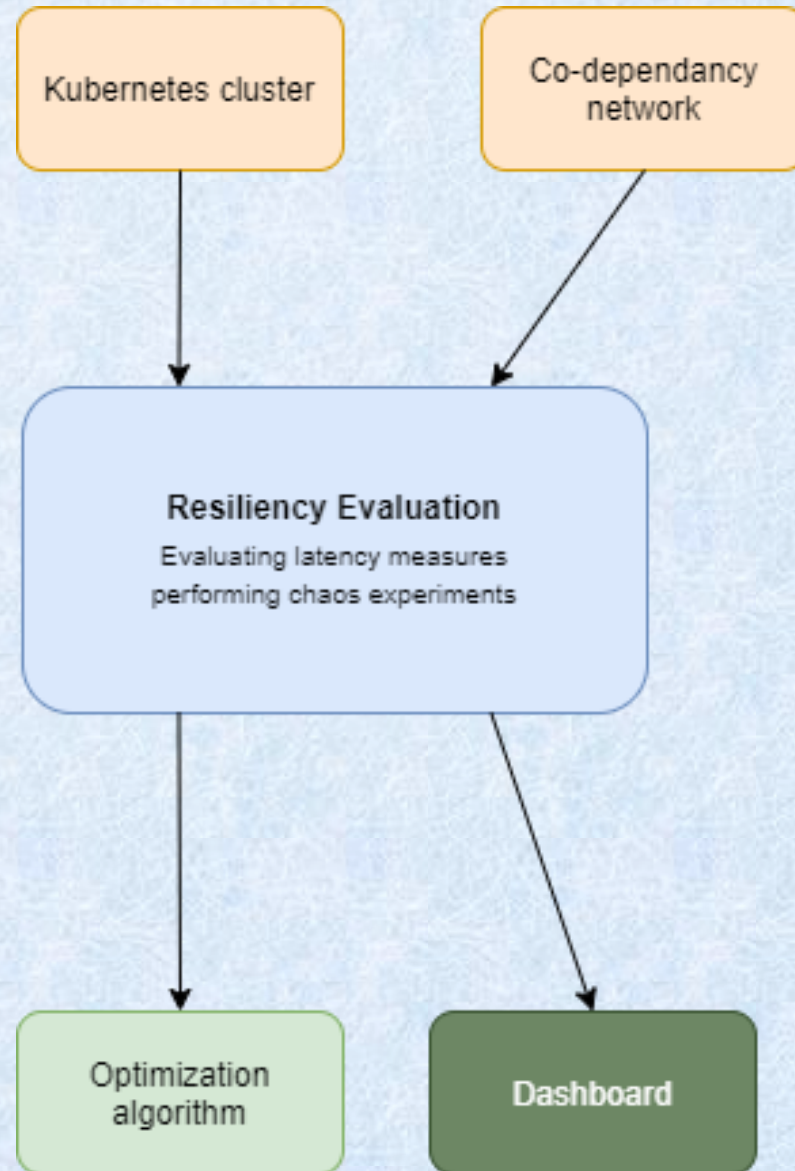 Kubernetes cluster
Co-dependancy
network
Resiliency Evaluation
Evaluating latency measures
performing chaos experiments
Optimization
algorithm
Dashboard